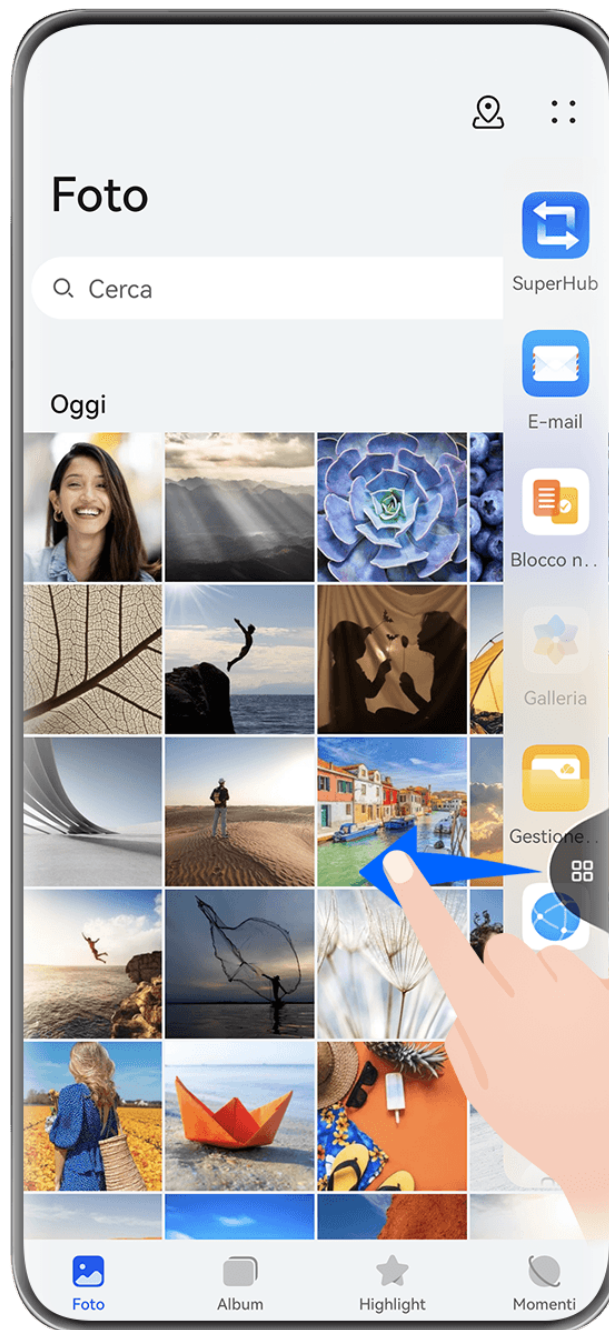 Foto
Cerca
Oggi
SuperHub
E-mail
Blocco n..
Galleria
Gestione..
Foto
Album
Highlight
Momenti